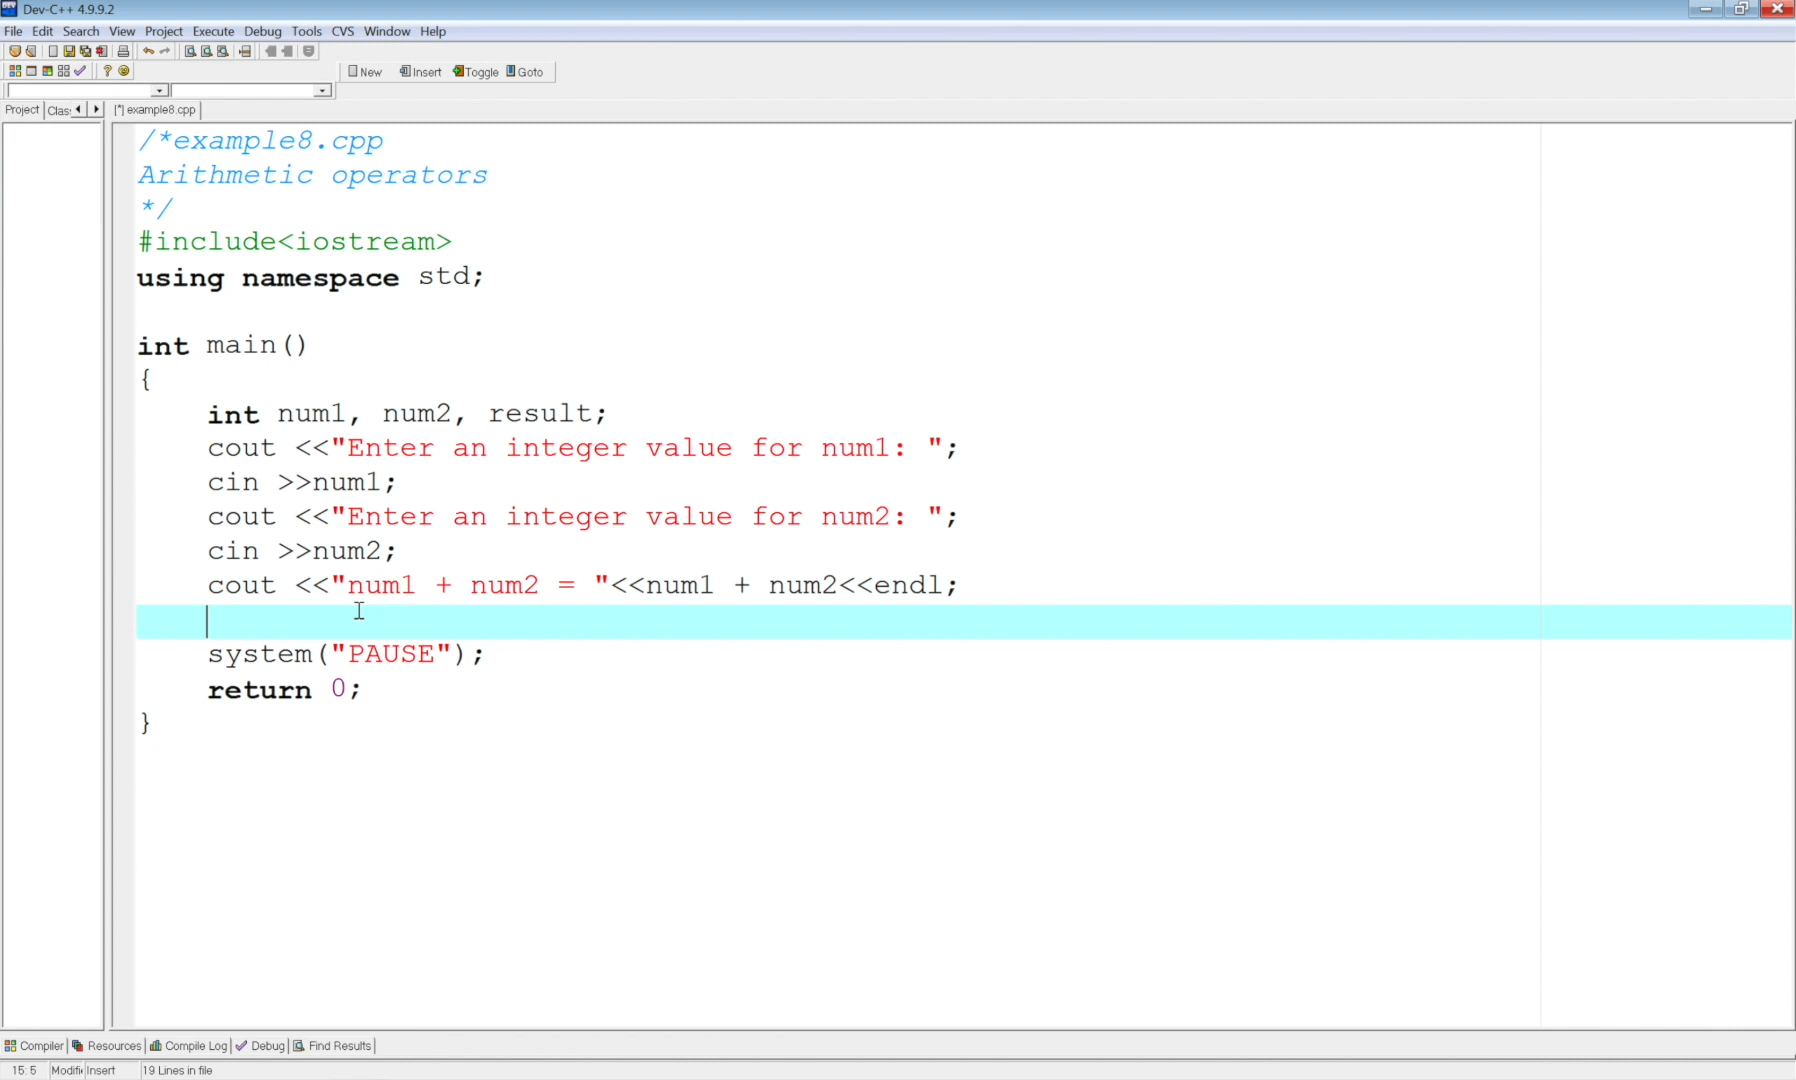 Dev-C++ 4.9.9.2
File Edit Search View Project Execute Debug Tools CVS Window Help
New Insert Toggle Goto
Project Clas [*] example8.cpp
/*example8.cpp
Arithmetic operators
*/
#include<iostream>
using namespace std;
int main()
{
int num1, num2, result;
cout <<"Enter an integer value for num1: ";
cin >>num1;
cout <<"Enter an integer value for num2: ";
cin >>num2;
cout <<"num1 + num2 = "<<num1 + num2<<endl;
system("PAUSE");
return 0;
}
Compiler Resources Compile Log Debug Find Results
15: 5 Modifi Insert 19 Lines in file